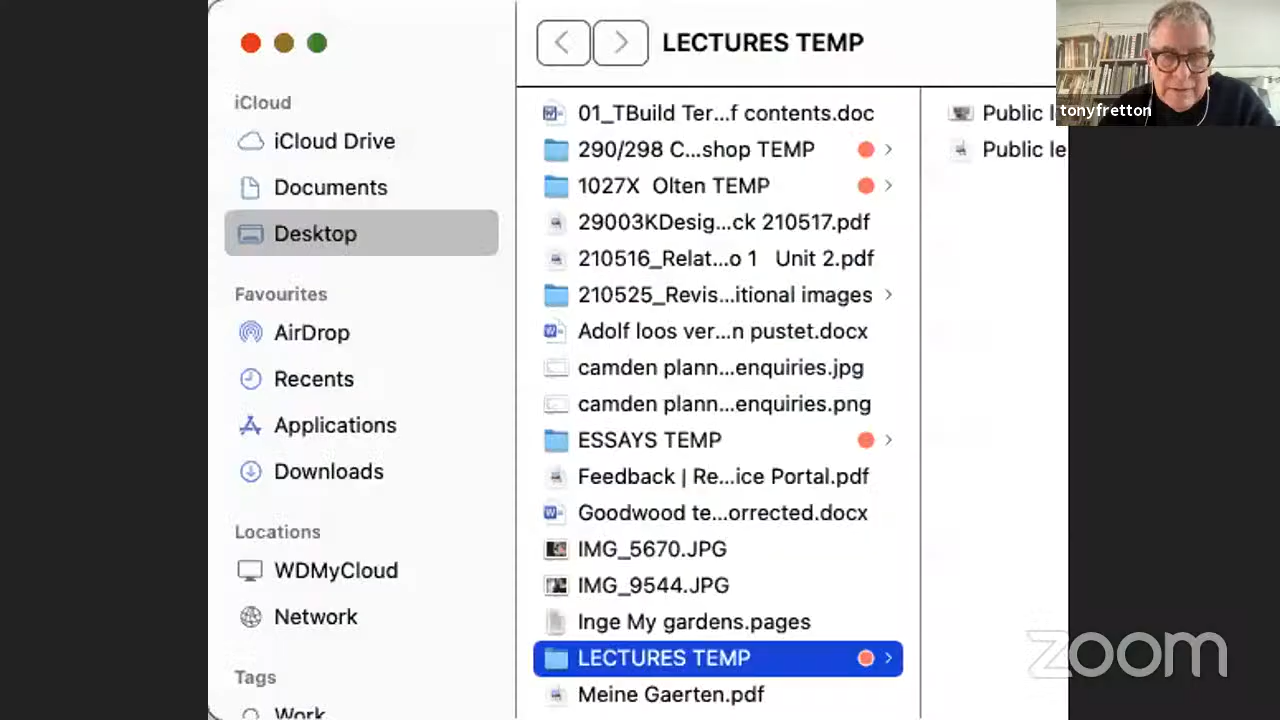 LECTURES TEMP
tonyfretton
iCloud
iCloud Drive
Documents
Desktop
Favourites
AirDrop
Recents
Applications
Downloads
Locations
WDMyCloud
Network
Tags
Work
01_TBuild Ter...f contents.doc
290/298 C...shop TEMP
1027X Olten TEMP
29003KDesig...ck 210517.pdf
210516_Relat...o 1 Unit 2.pdf
210525_Revis...itional images
Adolf loos ver...n pustet.docx
camden plann...enquiries.jpg
camden plann...enquiries.png
ESSAYS TEMP
Feedback | Re...ice Portal.pdf
Goodwood te...orrected.docx
IMG_5670.JPG
IMG_9544.JPG
Inge My gardens.pages
LECTURES TEMP
Meine Gaerten.pdf
Public
Public le
zoom